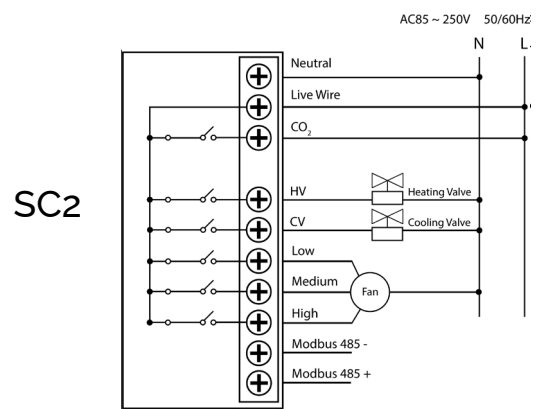 AC85 ~ 250V 50/60Hz
N L
Neutral
Live Wire
CO₂
SC2
HV
Heating Valve
CV
Cooling Valve
Low
Medium
Fan
High
Modbus 485 -
Modbus 485 +